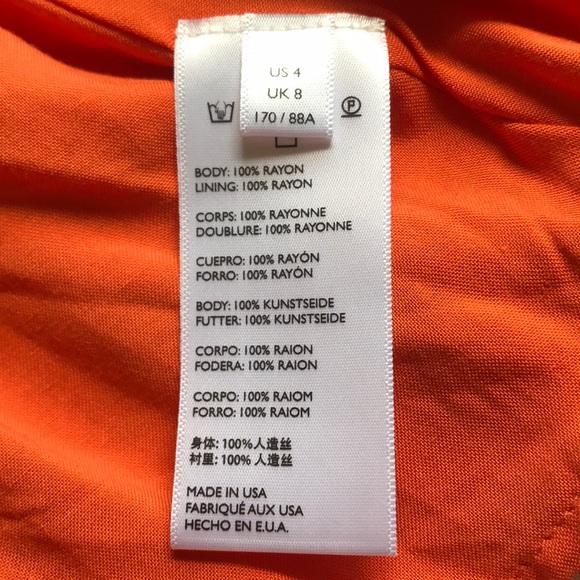 US 4
UK 8
170 / 88A
P
BODY: 100% RAYON
LINING: 100% RAYON
CORPS: 100% RAYONNE
DOUBLURE: 100% RAYONNE
CUEPRO: 100% RAYÓN
FORRO: 100% RAYÓN
BODY: 100% KUNSTSEIDE
FUTTER: 100% KUNSTSEIDE
CORPO: 100% RAION
FODERA: 100% RAION
CORPO: 100% RAIOM
FORRO: 100% RAIOM
身体: 100%人造丝
衬里: 100% 人造丝
MADE IN USA
FABRIQUÉ AUX USA
HECHO EN E.U.A.